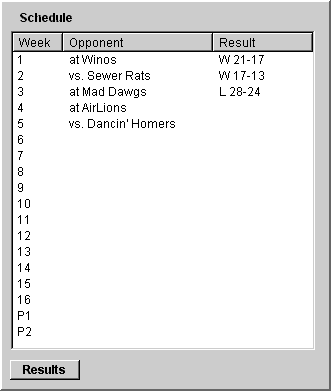 Schedule
Week Opponent Result
1 at Winos W 21-17
2 vs. Sewer Rats W 17-13
3 at Mad Dawgs L 28-24
4 at AirLions
5 vs. Dancin' Homers
6
7
8
9
10
11
12
13
14
15
16
P1
P2
Results